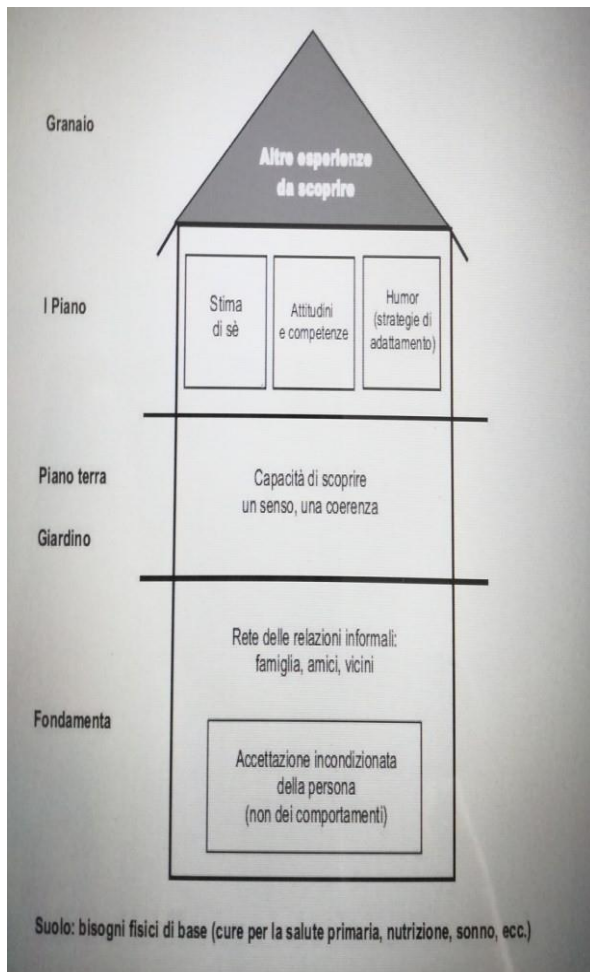 Granaio
Altre esperienze
da scoprire
I Piano
Stima
di sè
Attitudini
e competenze
Humor
(strategie di
adattamento)
Piano terra
Capacità di scoprire
un senso, una coerenza
Giardino
Rete delle relazioni informali:
famiglia, amici, vicini
Fondamenta
Accettazione incondizionata
della persona
(non dei comportamenti)
Suolo: bisogni fisici di base (cure per la salute primaria, nutrizione, sonno, ecc.)